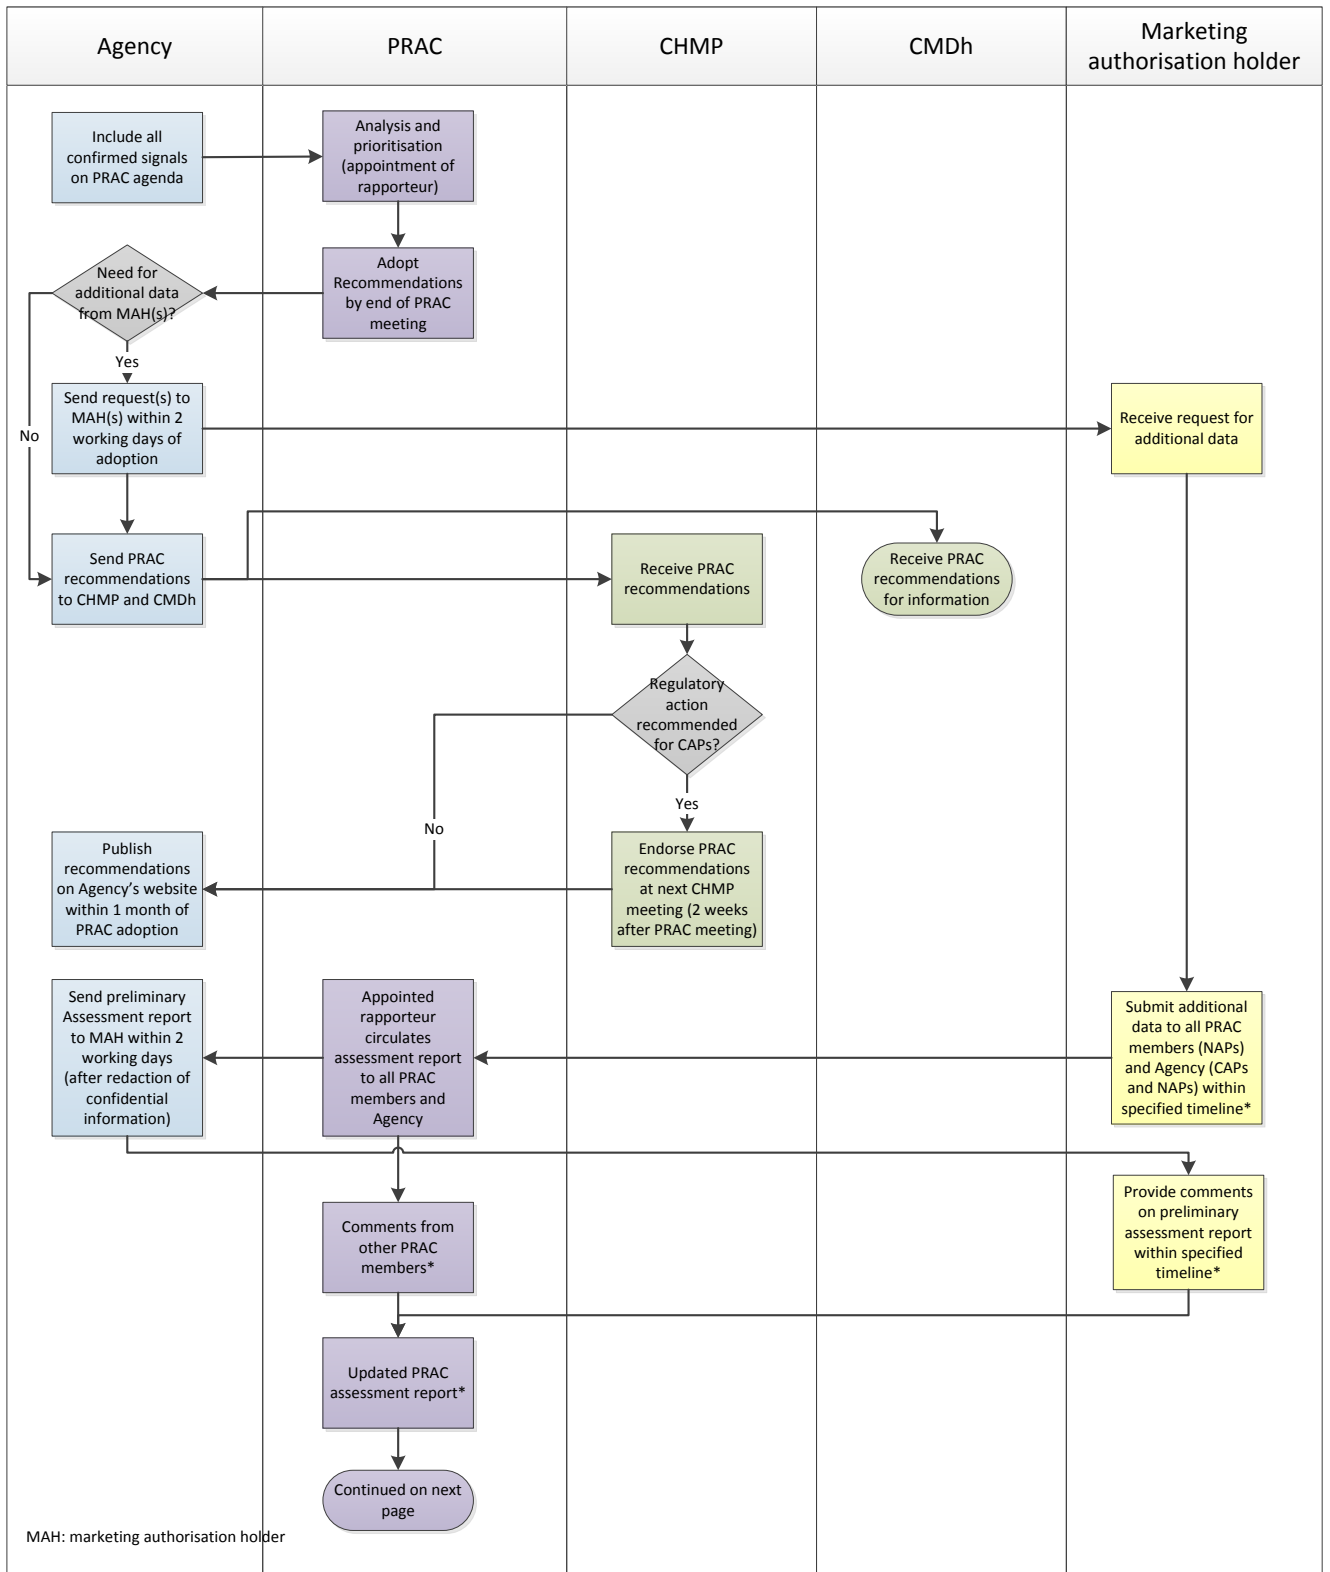 Agency
PRAC
CHMP
CMDh
Marketing
authorisation holder
Include all
confirmed signals
on PRAC agenda
Analysis and
prioritisation
(appointment of
rapporteur)
Need for
additional data
from MAH(s)?
Adopt
Recommendations
by end of PRAC
meeting
Yes
No
Send request(s) to
MAH(s) within 2
working days of
adoption
Receive request for
additional data
Send PRAC
recommendations
to CHMP and CMDh
Receive PRAC
recommendations
Receive PRAC
recommendations
for information
Regulatory
action
recommended
for CAPs?
Yes
No
Publish
recommendations
on Agency’s website
within 1 month of
PRAC adoption
Endorse PRAC
recommendations
at next CHMP
meeting (2 weeks
after PRAC meeting)
Send preliminary
Assessment report
to MAH within 2
working days
(after redaction of
confidential
information)
Appointed
rapporteur
circulates
assessment report
to all PRAC
members and
Agency
Submit additional
data to all PRAC
members (NAPs)
and Agency (CAPs
and NAPs) within
specified timeline*
Comments from
other PRAC
members*
Provide comments
on preliminary
assessment report
within specified
timeline*
Updated PRAC
assessment report*
Continued on next
page
MAH: marketing authorisation holder